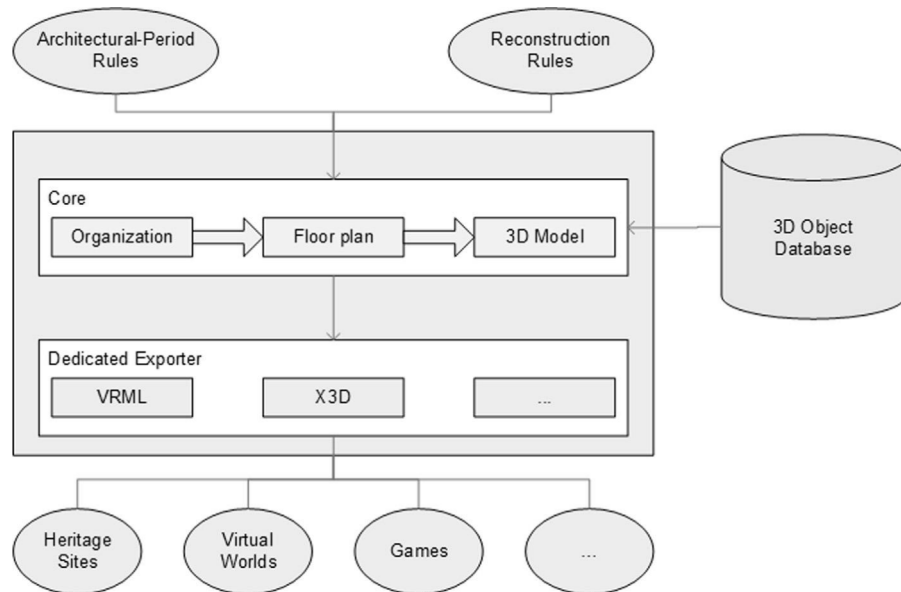 Architectural-Period
Rules
Reconstruction
Rules
Core
Organization
Floor plan
3D Model
3D Object
Database
Dedicated Exporter
VRML
X3D
...
Heritage
Sites
Virtual
Worlds
Games
...